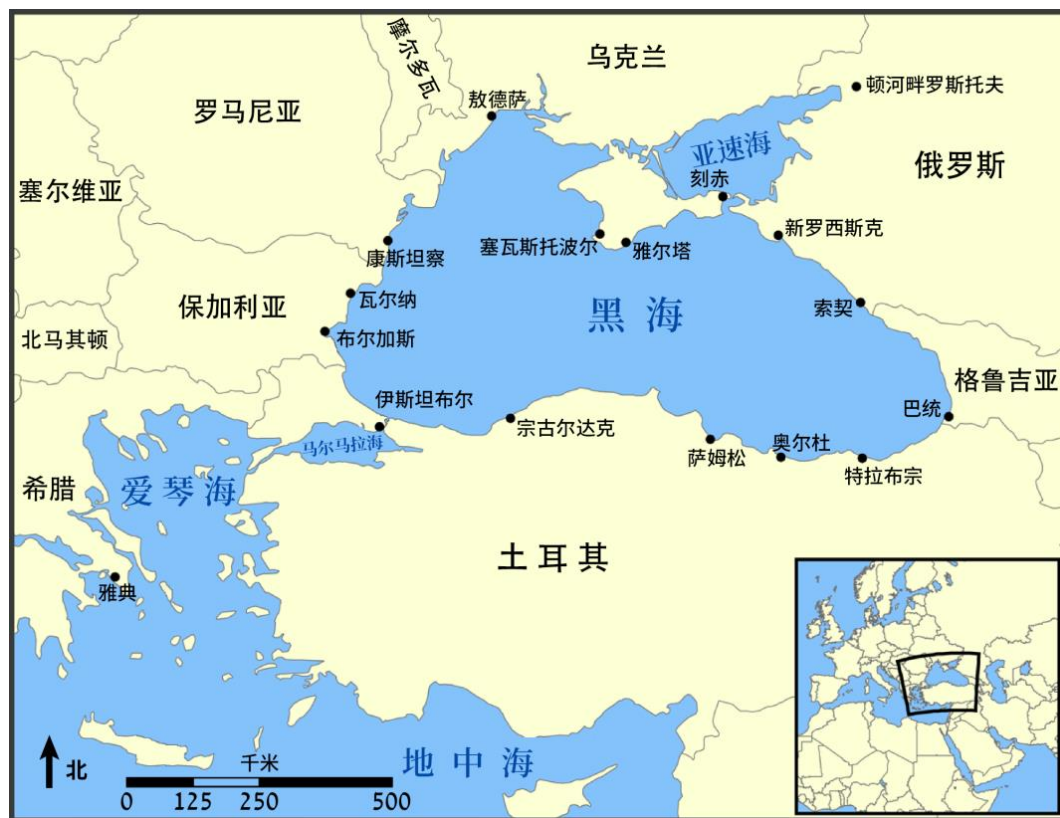 摩尔多瓦
乌克兰
敖德萨
顿河畔罗斯托夫
罗马尼亚
亚速海
俄罗斯
塞尔维亚
刻赤
新罗西斯克
康斯坦察
塞瓦斯托波尔
雅尔塔
瓦尔纳
保加利亚
黑海
索契
布尔加斯
北马其顿
格鲁吉亚
伊斯坦布尔
宗古尔达克
巴统
马尔马拉海
萨姆松
奥尔杜
特拉布宗
希腊
爱琴海
土耳其
雅典
北
千米
地中海
0 125 250 500